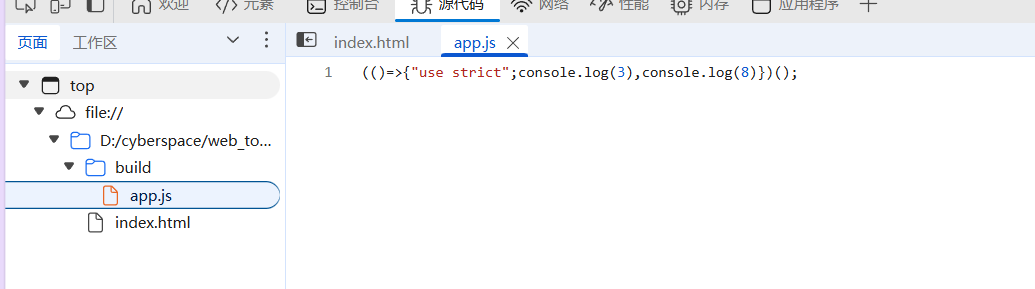 欢迎 元素 控制台 源代码 网络 性能 内存 应用程序
页面 工作区
index.html app.js
top
file://
D:/cyberspace/web_to...
build
app.js
index.html
1 (()=>{"use strict";console.log(3),console.log(8)})();